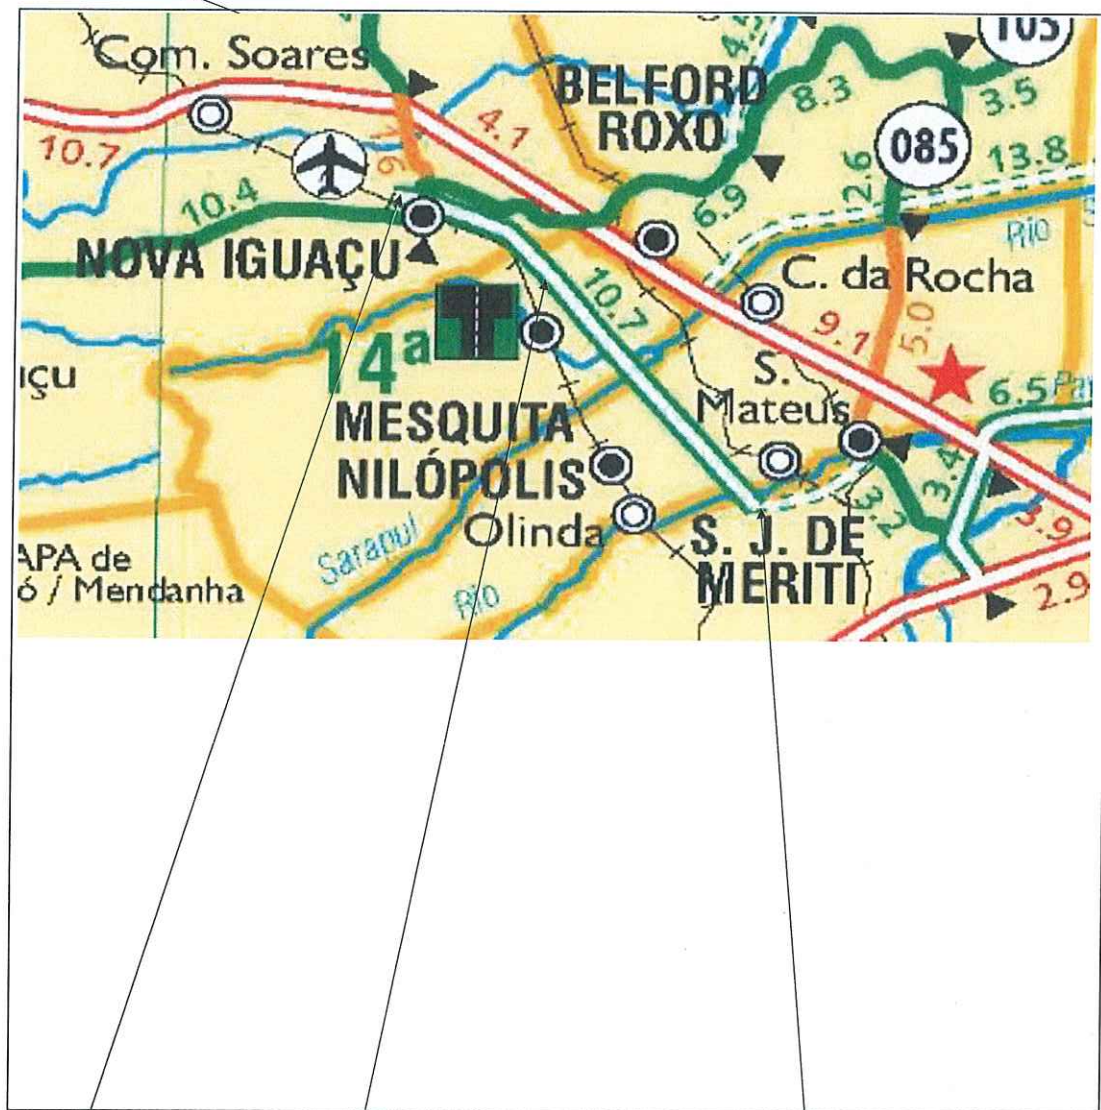 Com. Soares
BELFORD
ROXO
105
4.1
8.3
3.5
10.7
085
2.6
13.8
10.4
6.9
Rio
NOVA IGUAÇU
C. da Rocha
10.7
9.1
5.0
14ª
S.
Mateus
6.5
MESQUITA
NILÓPOLIS
Olinda
3.4
3.2
Sarapuí
S. J. DE
MERITI
3.9
APA de
ó / Mendanha
Rio
2.9